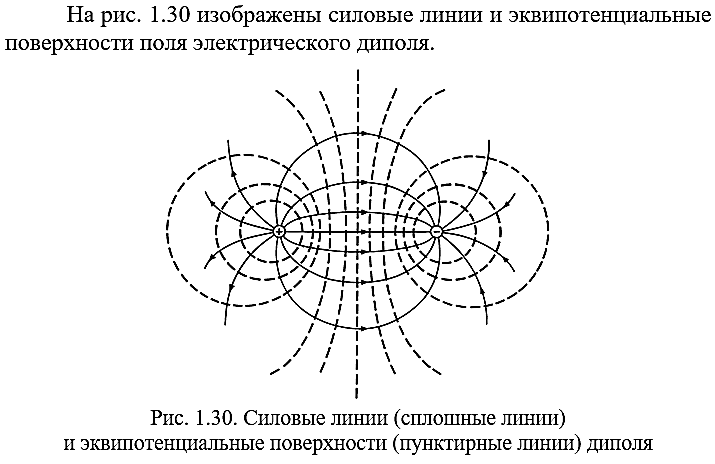 На рис. 1.30 изображены силовые линии и эквипотенциальные
поверхности поля электрического диполя.
+
−
Рис. 1.30. Силовые линии (сплошные линии)
и эквипотенциальные поверхности (пунктирные линии) диполя